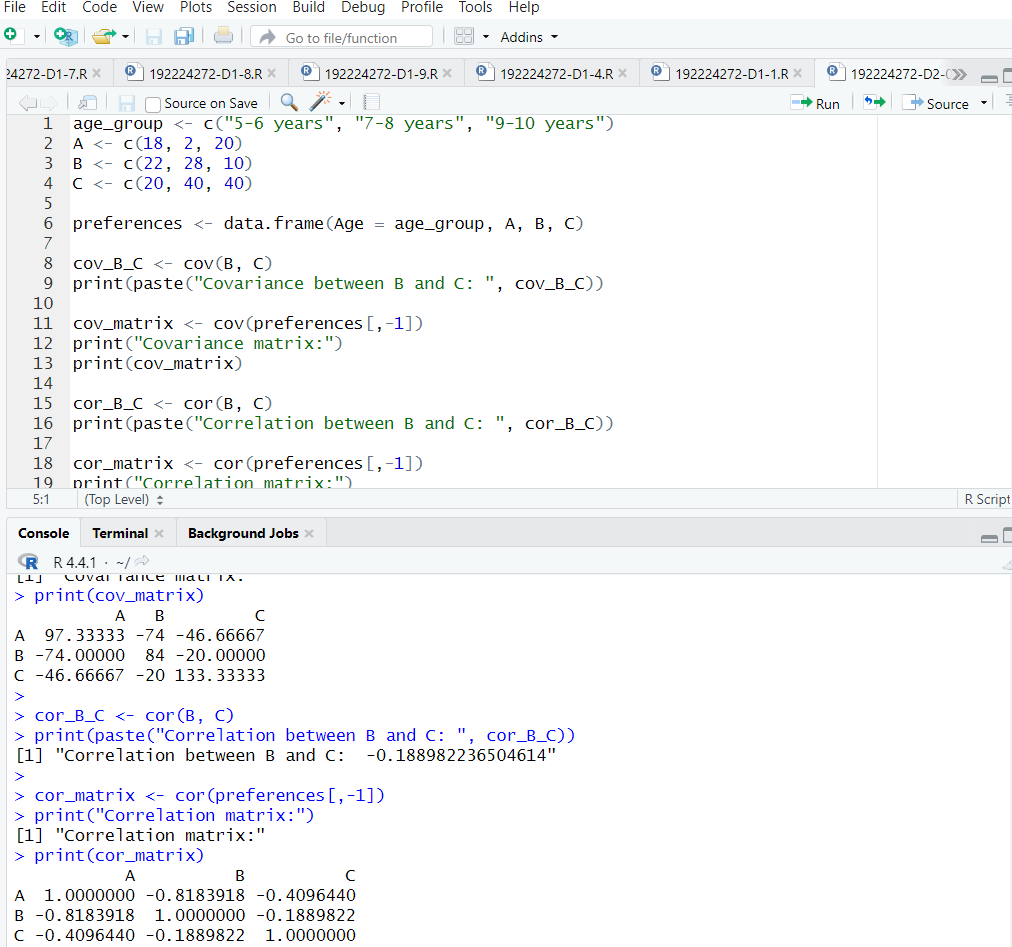 File Edit Code View Plots Session Build Debug Profile Tools Help
Go to file/function Addins
24272-D1-7.R 192224272-D1-8.R 192224272-D1-9.R 192224272-D1-4.R 192224272-D1-1.R 192224272-D2-
Source on Save Run Source
1 age_group <- c("5-6 years", "7-8 years", "9-10 years")
2 A <- c(18, 2, 20)
3 B <- c(22, 28, 10)
4 C <- c(20, 40, 40)
5
6 preferences <- data.frame(Age = age_group, A, B, C)
7
8 cov_B_C <- cov(B, C)
9 print(paste("Covariance between B and C: ", cov_B_C))
10
11 cov_matrix <- cov(preferences[,-1])
12 print("Covariance matrix:")
13 print(cov_matrix)
14
15 cor_B_C <- cor(B, C)
16 print(paste("Correlation between B and C: ", cor_B_C))
17
18 cor_matrix <- cor(preferences[,-1])
19 print("Correlation matrix:")
5:1 (Top Level) R Script
Console Terminal Background Jobs
R R 4.4.1 · ~/
[1] "Covariance matrix:"
> print(cov_matrix)
A B C
A 97.33333 -74 -46.66667
B -74.00000 84 -20.00000
C -46.66667 -20 133.33333
>
> cor_B_C <- cor(B, C)
> print(paste("Correlation between B and C: ", cor_B_C))
[1] "Correlation between B and C:  -0.188982236504614"
>
> cor_matrix <- cor(preferences[,-1])
> print("Correlation matrix:")
[1] "Correlation matrix:"
> print(cor_matrix)
A B C
A 1.0000000 -0.8183918 -0.4096440
B -0.8183918 1.0000000 -0.1889822
C -0.4096440 -0.1889822 1.0000000